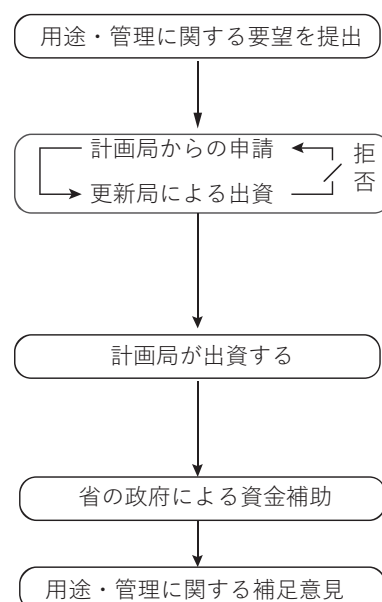 用途・管理に関する要望を提出
計画局からの申請
更新局による出資
拒否
計画局が出資する
省の政府による資金補助
用途・管理に関する補足意見